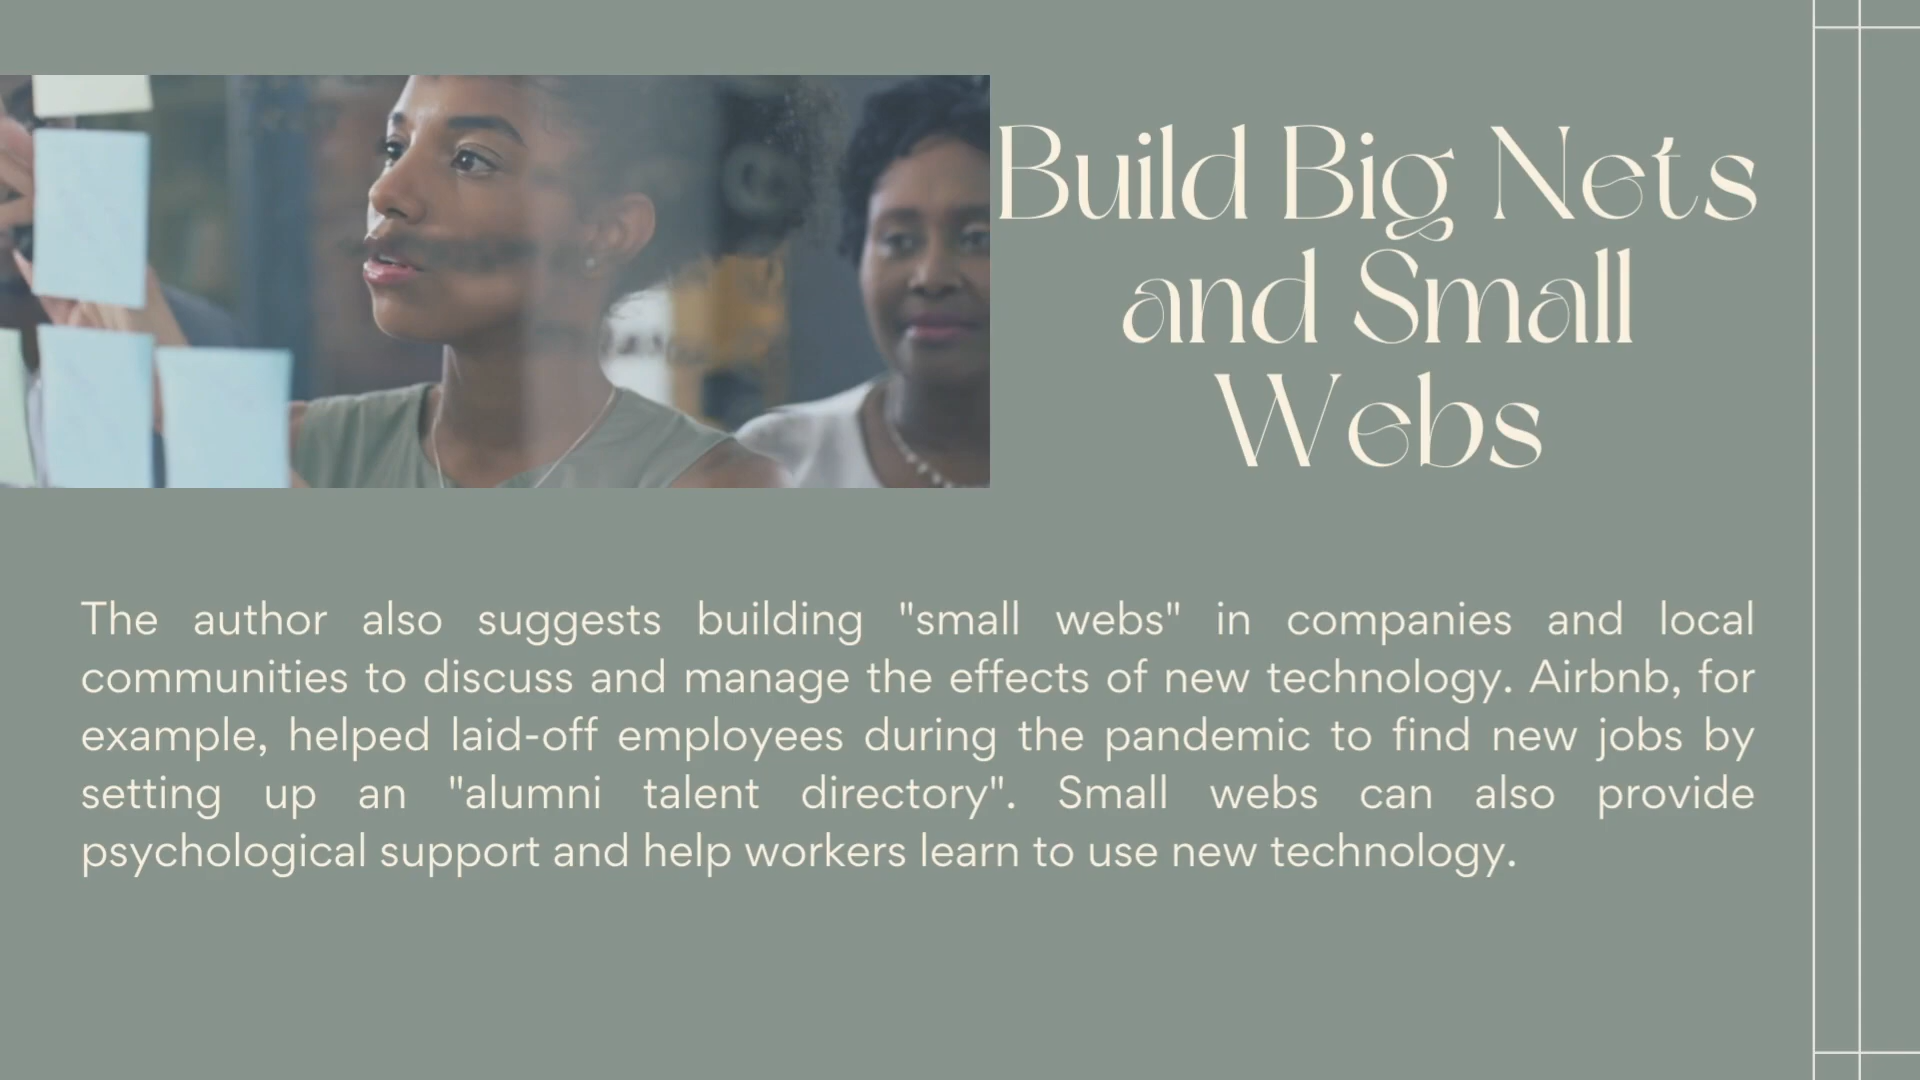 Build Big Nets
and Small
Webs
The author also suggests building "small webs" in companies and local
communities to discuss and manage the effects of new technology. Airbnb, for
example, helped laid-off employees during the pandemic to find new jobs by
setting up an "alumni talent directory". Small webs can also provide
psychological support and help workers learn to use new technology.